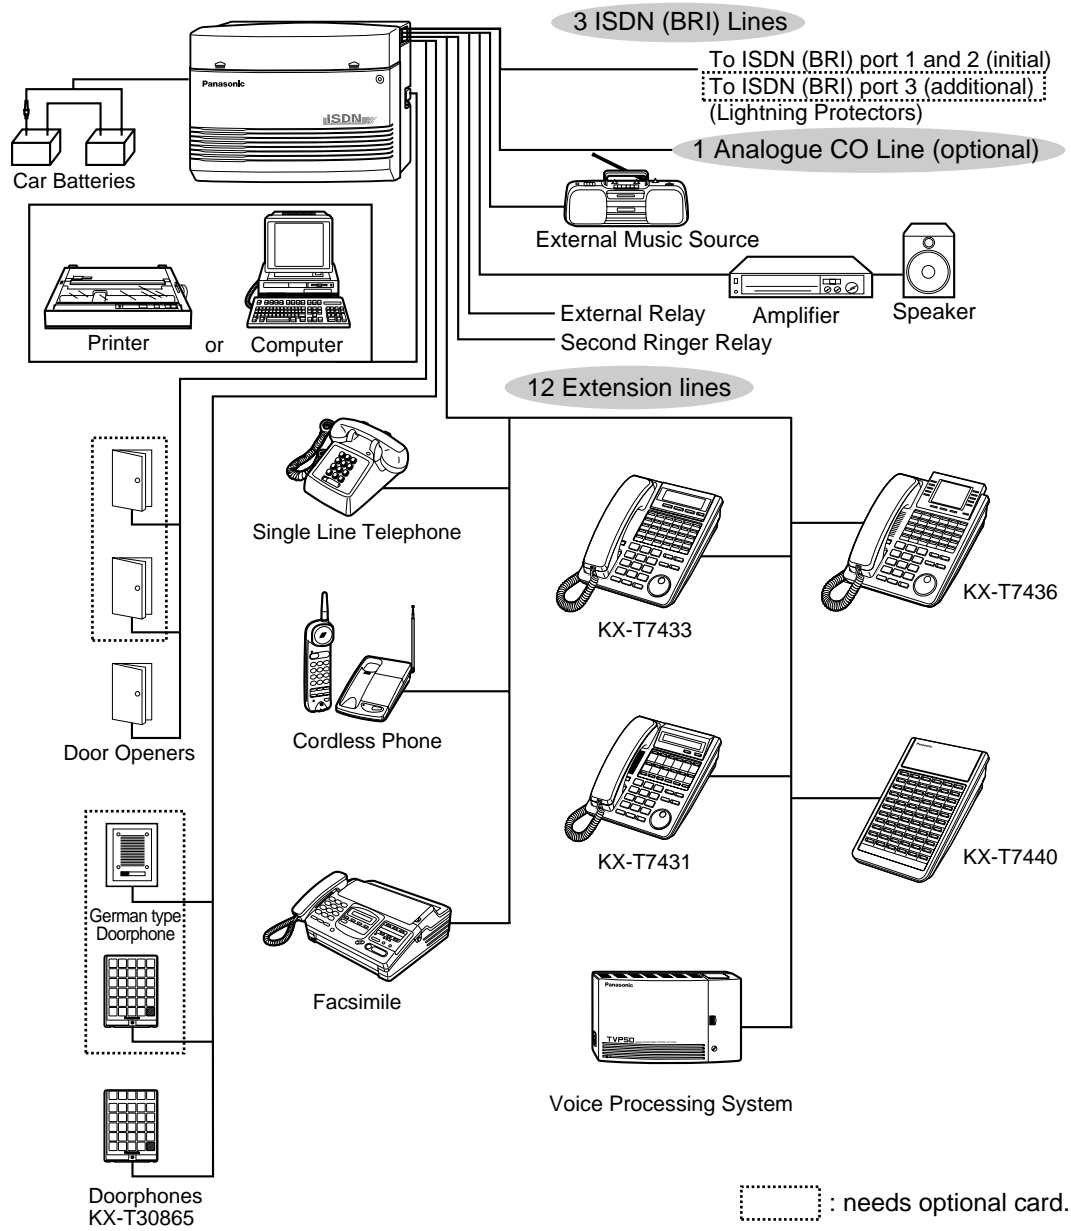 3 ISDN (BRI) Lines
To ISDN (BRI) port 1 and 2 (initial)
To ISDN (BRI) port 3 (additional)
(Lightning Protectors)
Panasonic
ISDN
1 Analogue CO Line (optional)
Car Batteries
External Music Source
External Relay
Amplifier
Speaker
Printer
or
Computer
Second Ringer Relay
12 Extension lines
Single Line Telephone
KX-T7433
KX-T7436
Door Openers
Cordless Phone
KX-T7431
KX-T7440
German type
Doorphone
Facsimile
Panasonic
TVP50
Voice Processing System
Doorphones
KX-T30865
: needs optional card.